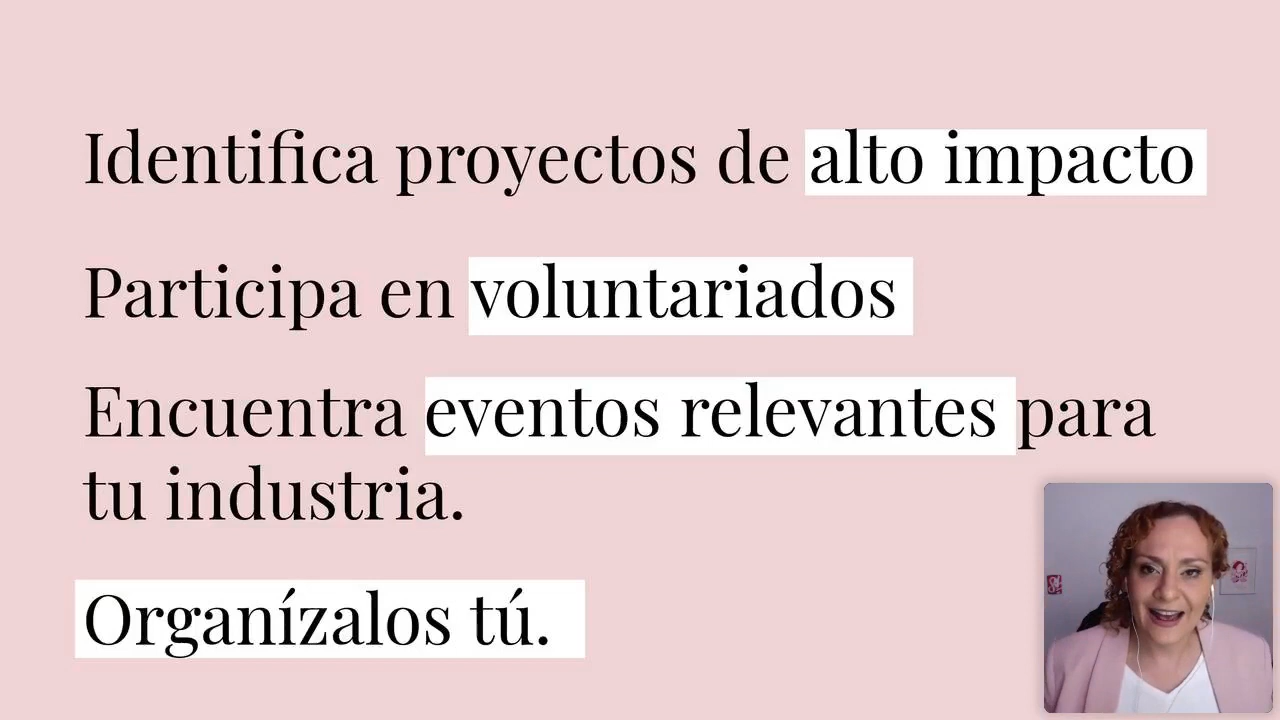 Identifica proyectos de alto impacto
Participa en voluntariados
Encuentra eventos relevantes para
tu industria.
Organízalos tú.